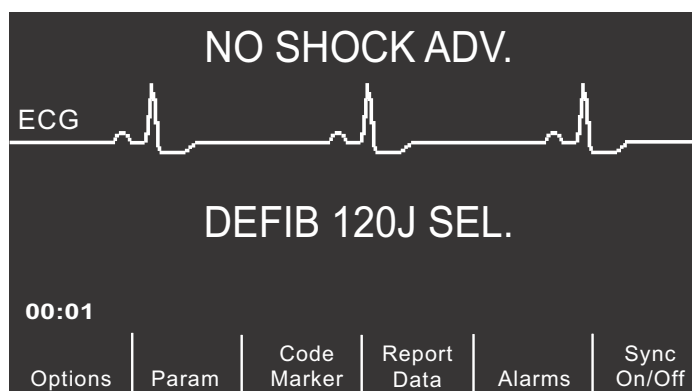 NO SHOCK ADV.
ECG
DEFIB 120J SEL.
00:01
Options
Param
Code
Marker
Report
Data
Alarms
Sync
On/Off